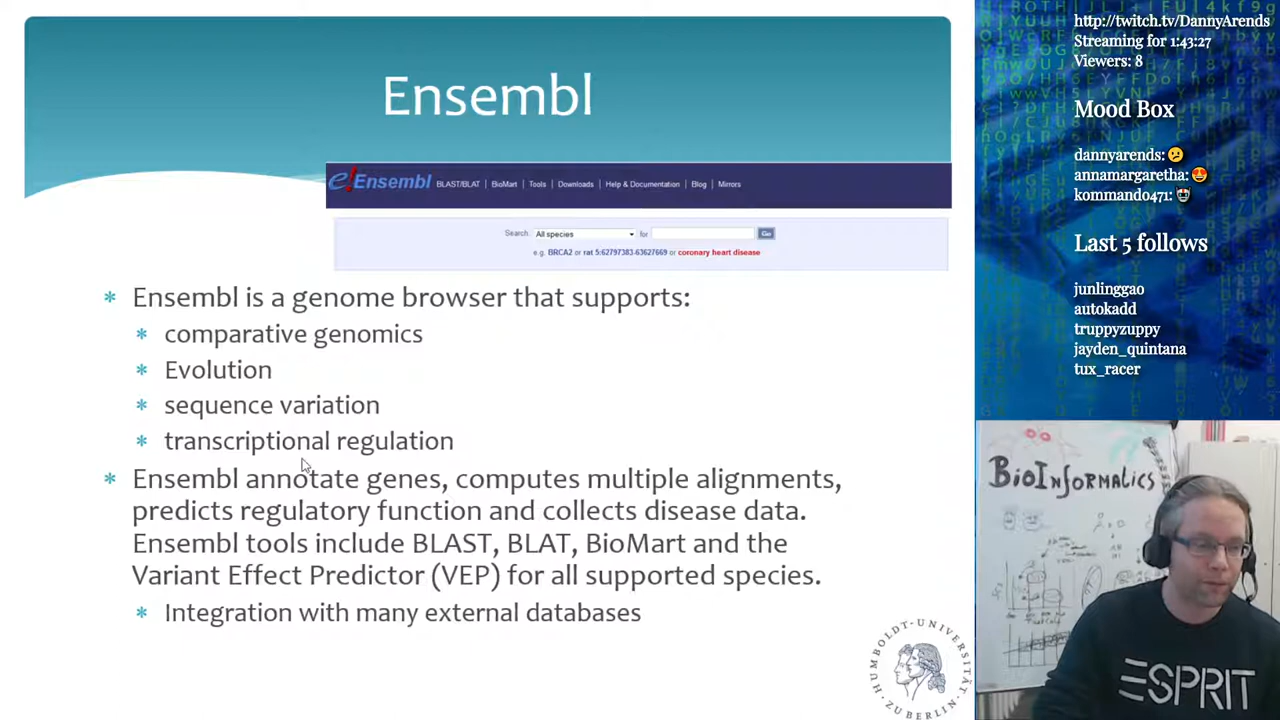 Ensembl
e!Ensembl BLAST/BLAT | BioMart | Tools | Downloads | Help & Documentation | Blog | Mirrors
Search: All species for Go
e.g. BRCA2 or rat 5:62797383-63627669 or coronary heart disease
* Ensembl is a genome browser that supports:
* comparative genomics
* Evolution
* sequence variation
* transcriptional regulation
* Ensembl annotate genes, computes multiple alignments,
predicts regulatory function and collects disease data.
Ensembl tools include BLAST, BLAT, BioMart and the
Variant Effect Predictor (VEP) for all supported species.
* Integration with many external databases
HUMBOLDT-UNIVERSITÄT
ZU BERLIN
http://twitch.tv/DannyArends
Streaming for 1:43:27
Viewers: 8
Mood Box
dannyarends: 😕
annamargaretha: 😍
kommando471:
Last 5 follows
junlinggao
autokadd
truppyzuppy
jayden_quintana
tux_racer
BioInformatics
ESPRIT